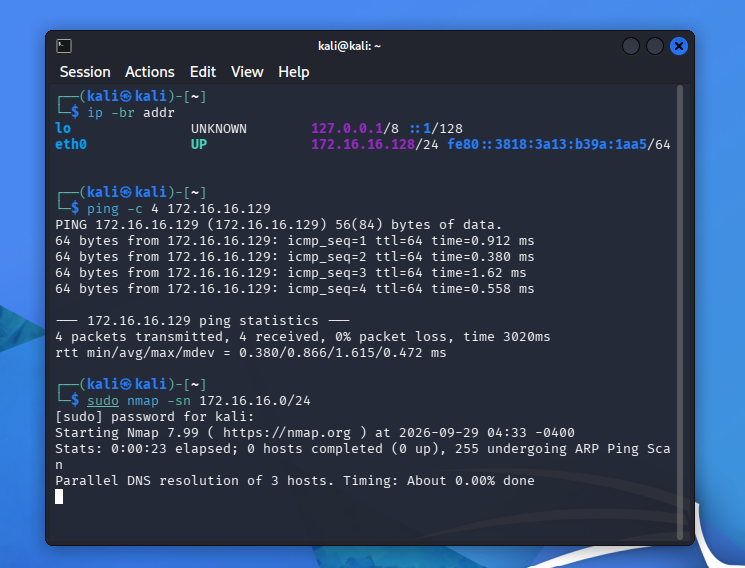 kali@kali: ~
Session Actions Edit View Help
┌──(kali㉿kali)-[~]
└─$ ip -br addr
lo UNKNOWN 127.0.0.1/8 ::1/128
eth0 UP 172.16.16.128/24 fe80::3818:3a13:b39a:1aa5/64
┌──(kali㉿kali)-[~]
└─$ ping -c 4 172.16.16.129
PING 172.16.16.129 (172.16.16.129) 56(84) bytes of data.
64 bytes from 172.16.16.129: icmp_seq=1 ttl=64 time=0.912 ms
64 bytes from 172.16.16.129: icmp_seq=2 ttl=64 time=0.380 ms
64 bytes from 172.16.16.129: icmp_seq=3 ttl=64 time=1.62 ms
64 bytes from 172.16.16.129: icmp_seq=4 ttl=64 time=0.558 ms
--- 172.16.16.129 ping statistics ---
4 packets transmitted, 4 received, 0% packet loss, time 3020ms
rtt min/avg/max/mdev = 0.380/0.866/1.615/0.472 ms
┌──(kali㉿kali)-[~]
└─$ sudo nmap -sn 172.16.16.0/24
[sudo] password for kali:
Starting Nmap 7.99 ( https://nmap.org ) at 2026-09-29 04:33 -0400
Stats: 0:00:23 elapsed; 0 hosts completed (0 up), 255 undergoing ARP Ping Sca
n
Parallel DNS resolution of 3 hosts. Timing: About 0.00% done